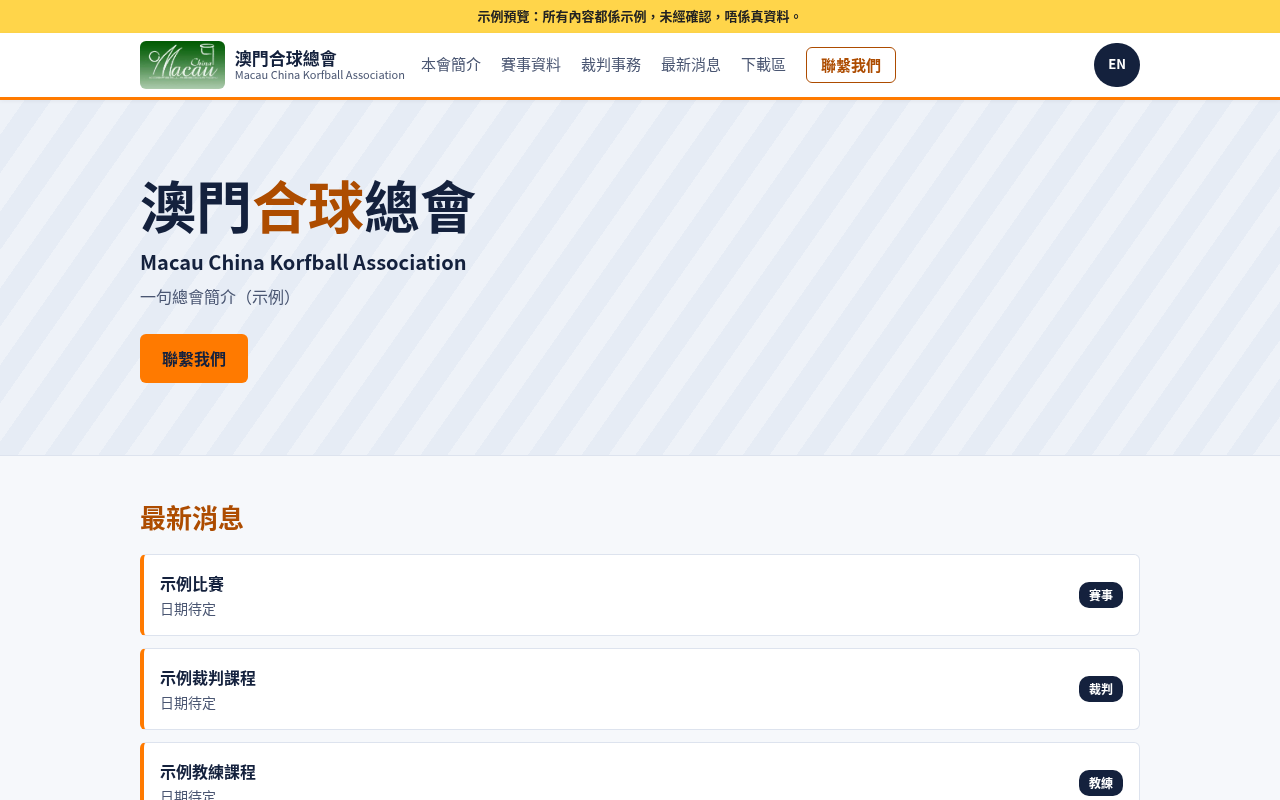 示例預覽：所有內容都係示例，未經確認，唔係真資料。
China
Macau
澳門合球總會
Macau China Korfball Association
本會簡介
賽事資料
裁判事務
最新消息
下載區
聯繫我們
EN
澳門合球總會
Macau China Korfball Association
一句總會簡介（示例）
聯繫我們
最新消息
示例比賽
日期待定
賽事
示例裁判課程
日期待定
裁判
示例教練課程
日期待定
教練